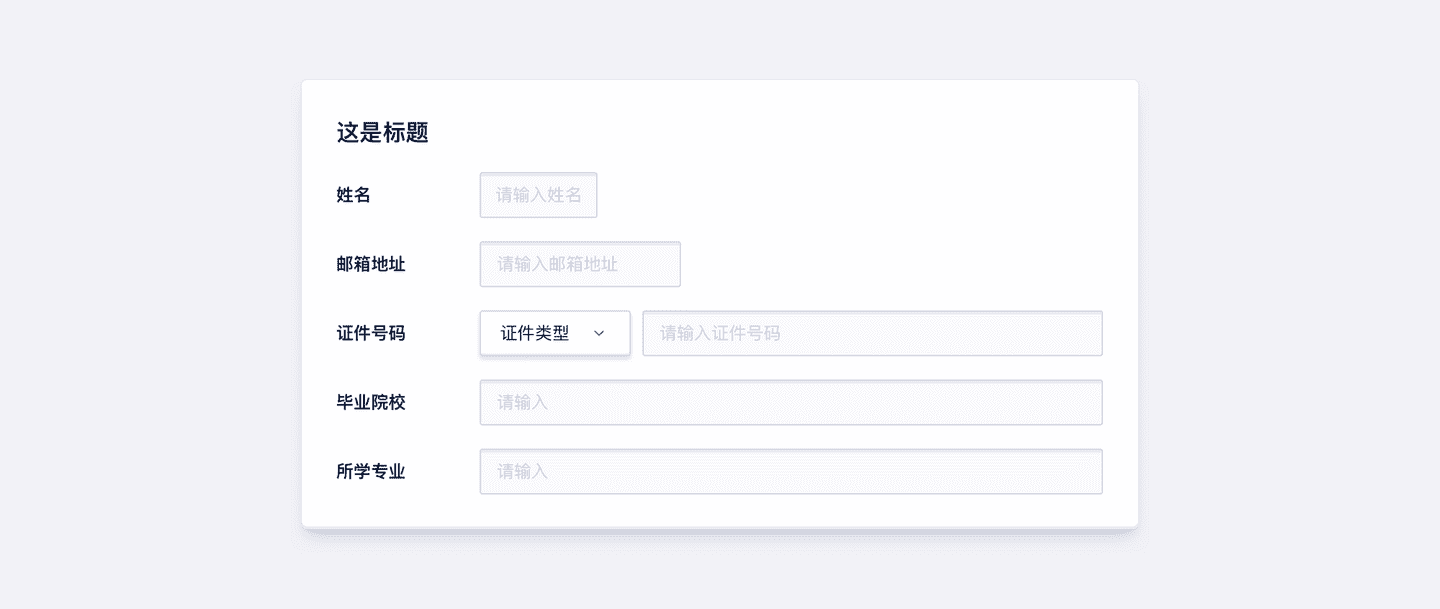 这是标题
姓名 请输入姓名
邮箱地址 请输入邮箱地址
证件号码 证件类型 请输入证件号码
毕业院校 请输入
所学专业 请输入